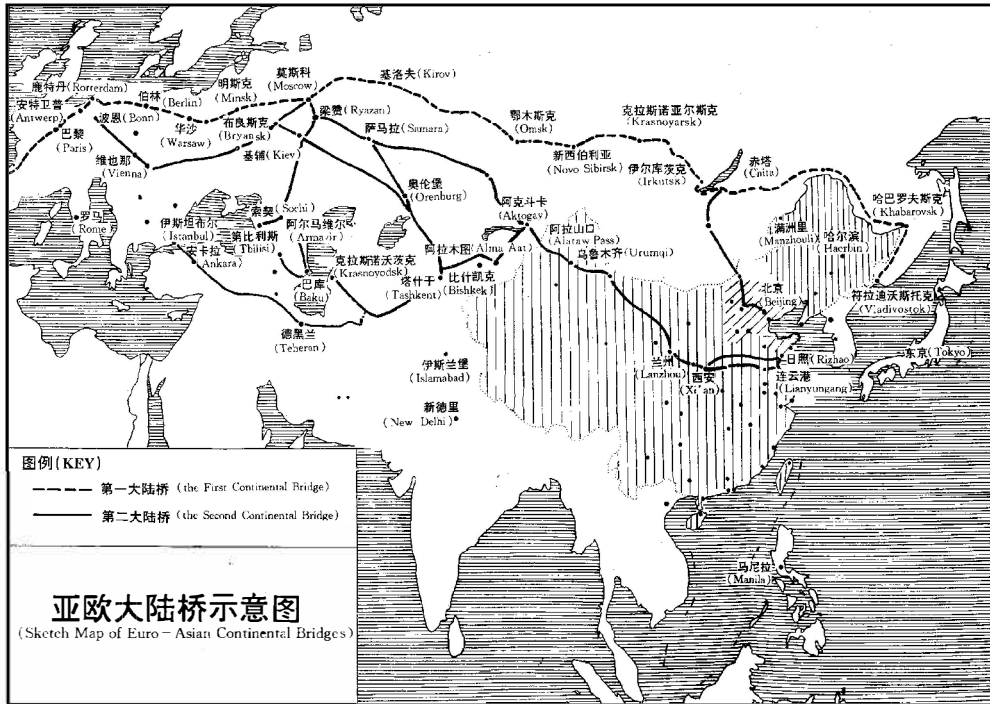 鹿特丹(Rorrerdam)
安特卫普
(Antwerp)
巴黎
(Paris)
波恩(Bonn)
柏林
(Berlin)
明斯克
(Minsk)
莫斯科
(Moscow)
基洛夫(Kirov)
华沙
(Warsaw)
布良斯克
(Bryansk)
基辅(Kiev)
梁赞(Ryazan)
萨马拉(Samara)
鄂木斯克
(Omsk)
克拉斯诺亚尔斯克
(Krasnoyarsk)
新西伯利亚
(Novo Sibirsk)
伊尔库茨克
(Irkutsk)
赤塔
(Cnita)
哈巴罗夫斯克
(Khabarovsk)
维也那
(Vienna)
罗马
(Rome)
伊斯坦布尔
(Istanbul)
安卡拉
(Ankara)
索契(Sochi)
第比利斯
(Tbilisi)
阿尔马维尔
(Armavir)
奥伦堡
(Orenburg)
阿克斗卡
(Aktogay)
阿拉山口
(Alataw Pass)
乌鲁木齐(Urumqi)
满洲里
(Manzhouli)
哈尔滨
(Haerbin)
克拉斯诺沃茨克
(Krasnoyodsk)
巴库
(Baku)
阿拉木图(Alma Aat)
塔什干
(Tashkent)
比什凯克
(Bishkek)
北京
(Beijing)
符拉迪沃斯托克
(Vladivostok)
德黑兰
(Teheran)
伊斯兰堡
(Islamabad)
新德里
(New Delhi)
兰州
(Lanzhou)
西安
(Xi'an)
日照(Rizhao)
连云港
(Lianyungang)
东京(Tokyo)
马尼拉
(Manila)
图例(KEY)
第一大陆桥 (the First Continental Bridge)
第二大陆桥 (the Second Continental Bridge)
亚欧大陆桥示意图
(Sketch Map of Euro-Asian Continental Bridges)